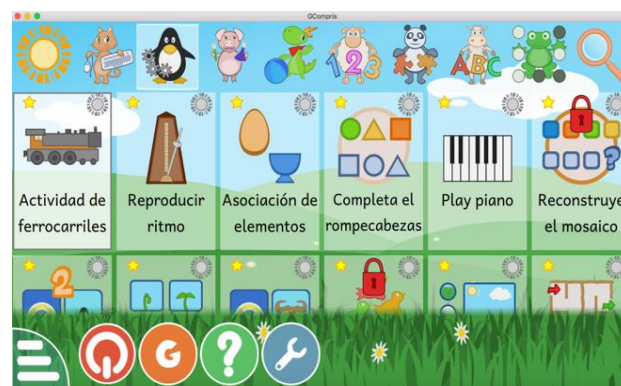 GCompris
123
ABC
Actividad de
ferrocarriles
Reproducir
ritmo
Asociación de
elementos
Completa el
rompecabezas
Play piano
Reconstruye
el mosaico
?
2
G
?